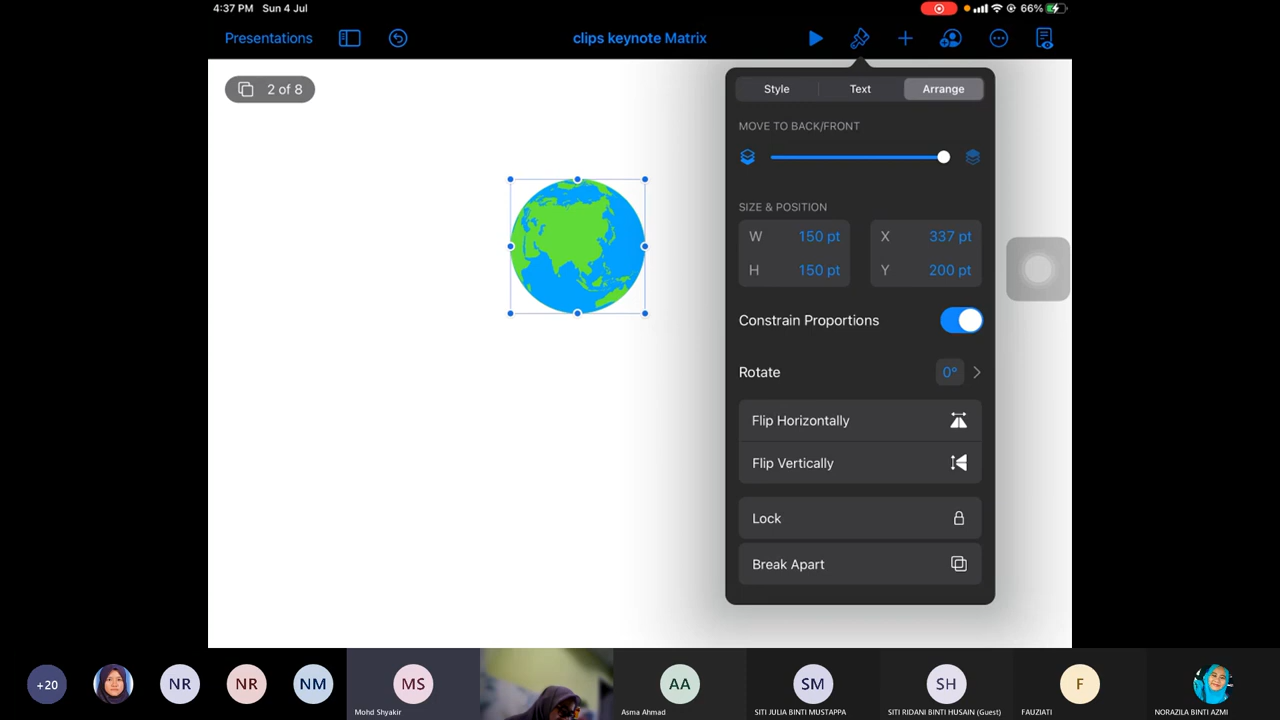 4:37 PM Sun 4 Jul
66%
Presentations
clips keynote Matrix
2 of 8
Style Text Arrange
MOVE TO BACK/FRONT
SIZE & POSITION
W 150 pt X 337 pt
H 150 pt Y 200 pt
Constrain Proportions
Rotate 0°
Flip Horizontally
Flip Vertically
Lock
Break Apart
+20 NR NR NM MS AA SM SH F
Mohd Shyakir Asma Ahmad SITI JULIA BINTI MUSTAPPA SITI RIDANI BINTI HUSAIN (Guest) FAUZIATI NORAZILA BINTI AZMI